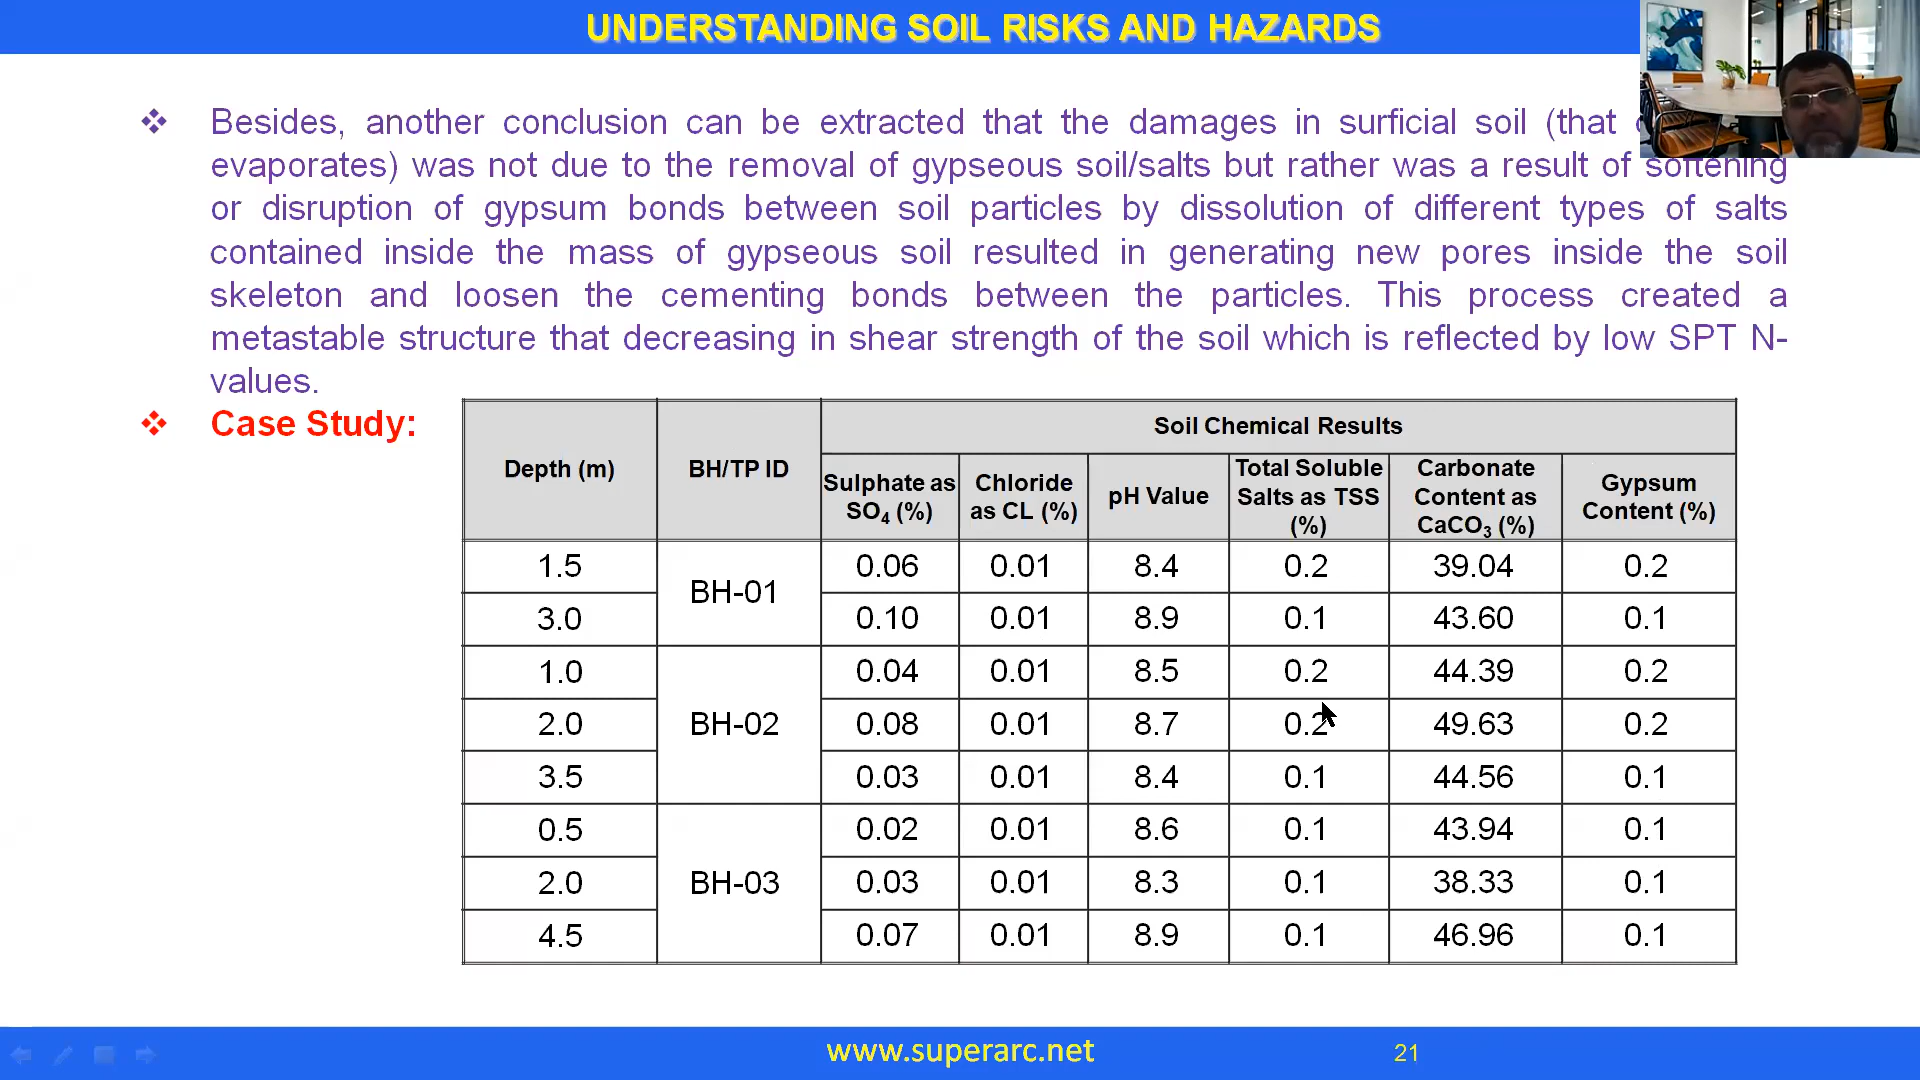 UNDERSTANDING SOIL RISKS AND HAZARDS
❖ Besides, another conclusion can be extracted that the damages in surficial soil (that
evaporates) was not due to the removal of gypseous soil/salts but rather was a result of softening
or disruption of gypsum bonds between soil particles by dissolution of different types of salts
contained inside the mass of gypseous soil resulted in generating new pores inside the soil
skeleton and loosen the cementing bonds between the particles. This process created a
metastable structure that decreasing in shear strength of the soil which is reflected by low SPT N-
values.
❖ Case Study:
Depth (m) BH/TP ID Soil Chemical Results
Sulphate as SO₄ (%) Chloride as CL (%) pH Value Total Soluble Salts as TSS (%) Carbonate Content as CaCO₃ (%) Gypsum Content (%)
1.5 BH-01 0.06 0.01 8.4 0.2 39.04 0.2
3.0 0.10 0.01 8.9 0.1 43.60 0.1
1.0 0.04 0.01 8.5 0.2 44.39 0.2
2.0 BH-02 0.08 0.01 8.7 0.2 49.63 0.2
3.5 0.03 0.01 8.4 0.1 44.56 0.1
0.5 0.02 0.01 8.6 0.1 43.94 0.1
2.0 BH-03 0.03 0.01 8.3 0.1 38.33 0.1
4.5 0.07 0.01 8.9 0.1 46.96 0.1
www.superarc.net 21